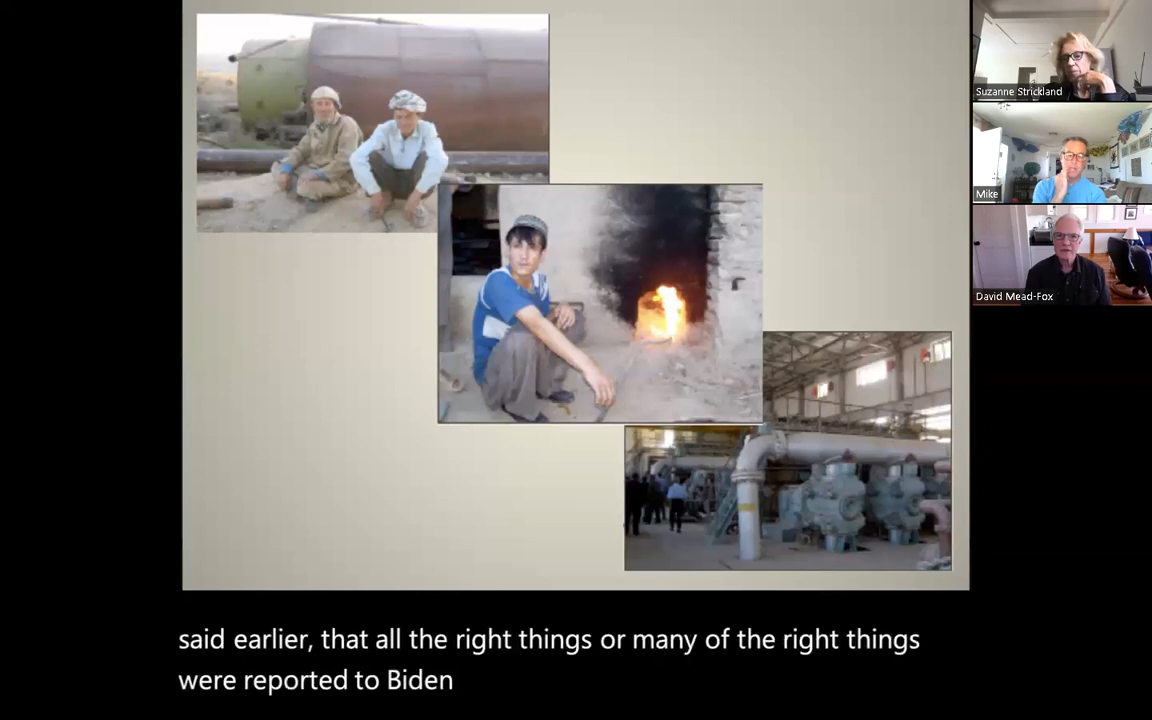 Suzanne Strickland
Mike
David Mead-Fox
said earlier, that all the right things or many of the right things
were reported to Biden